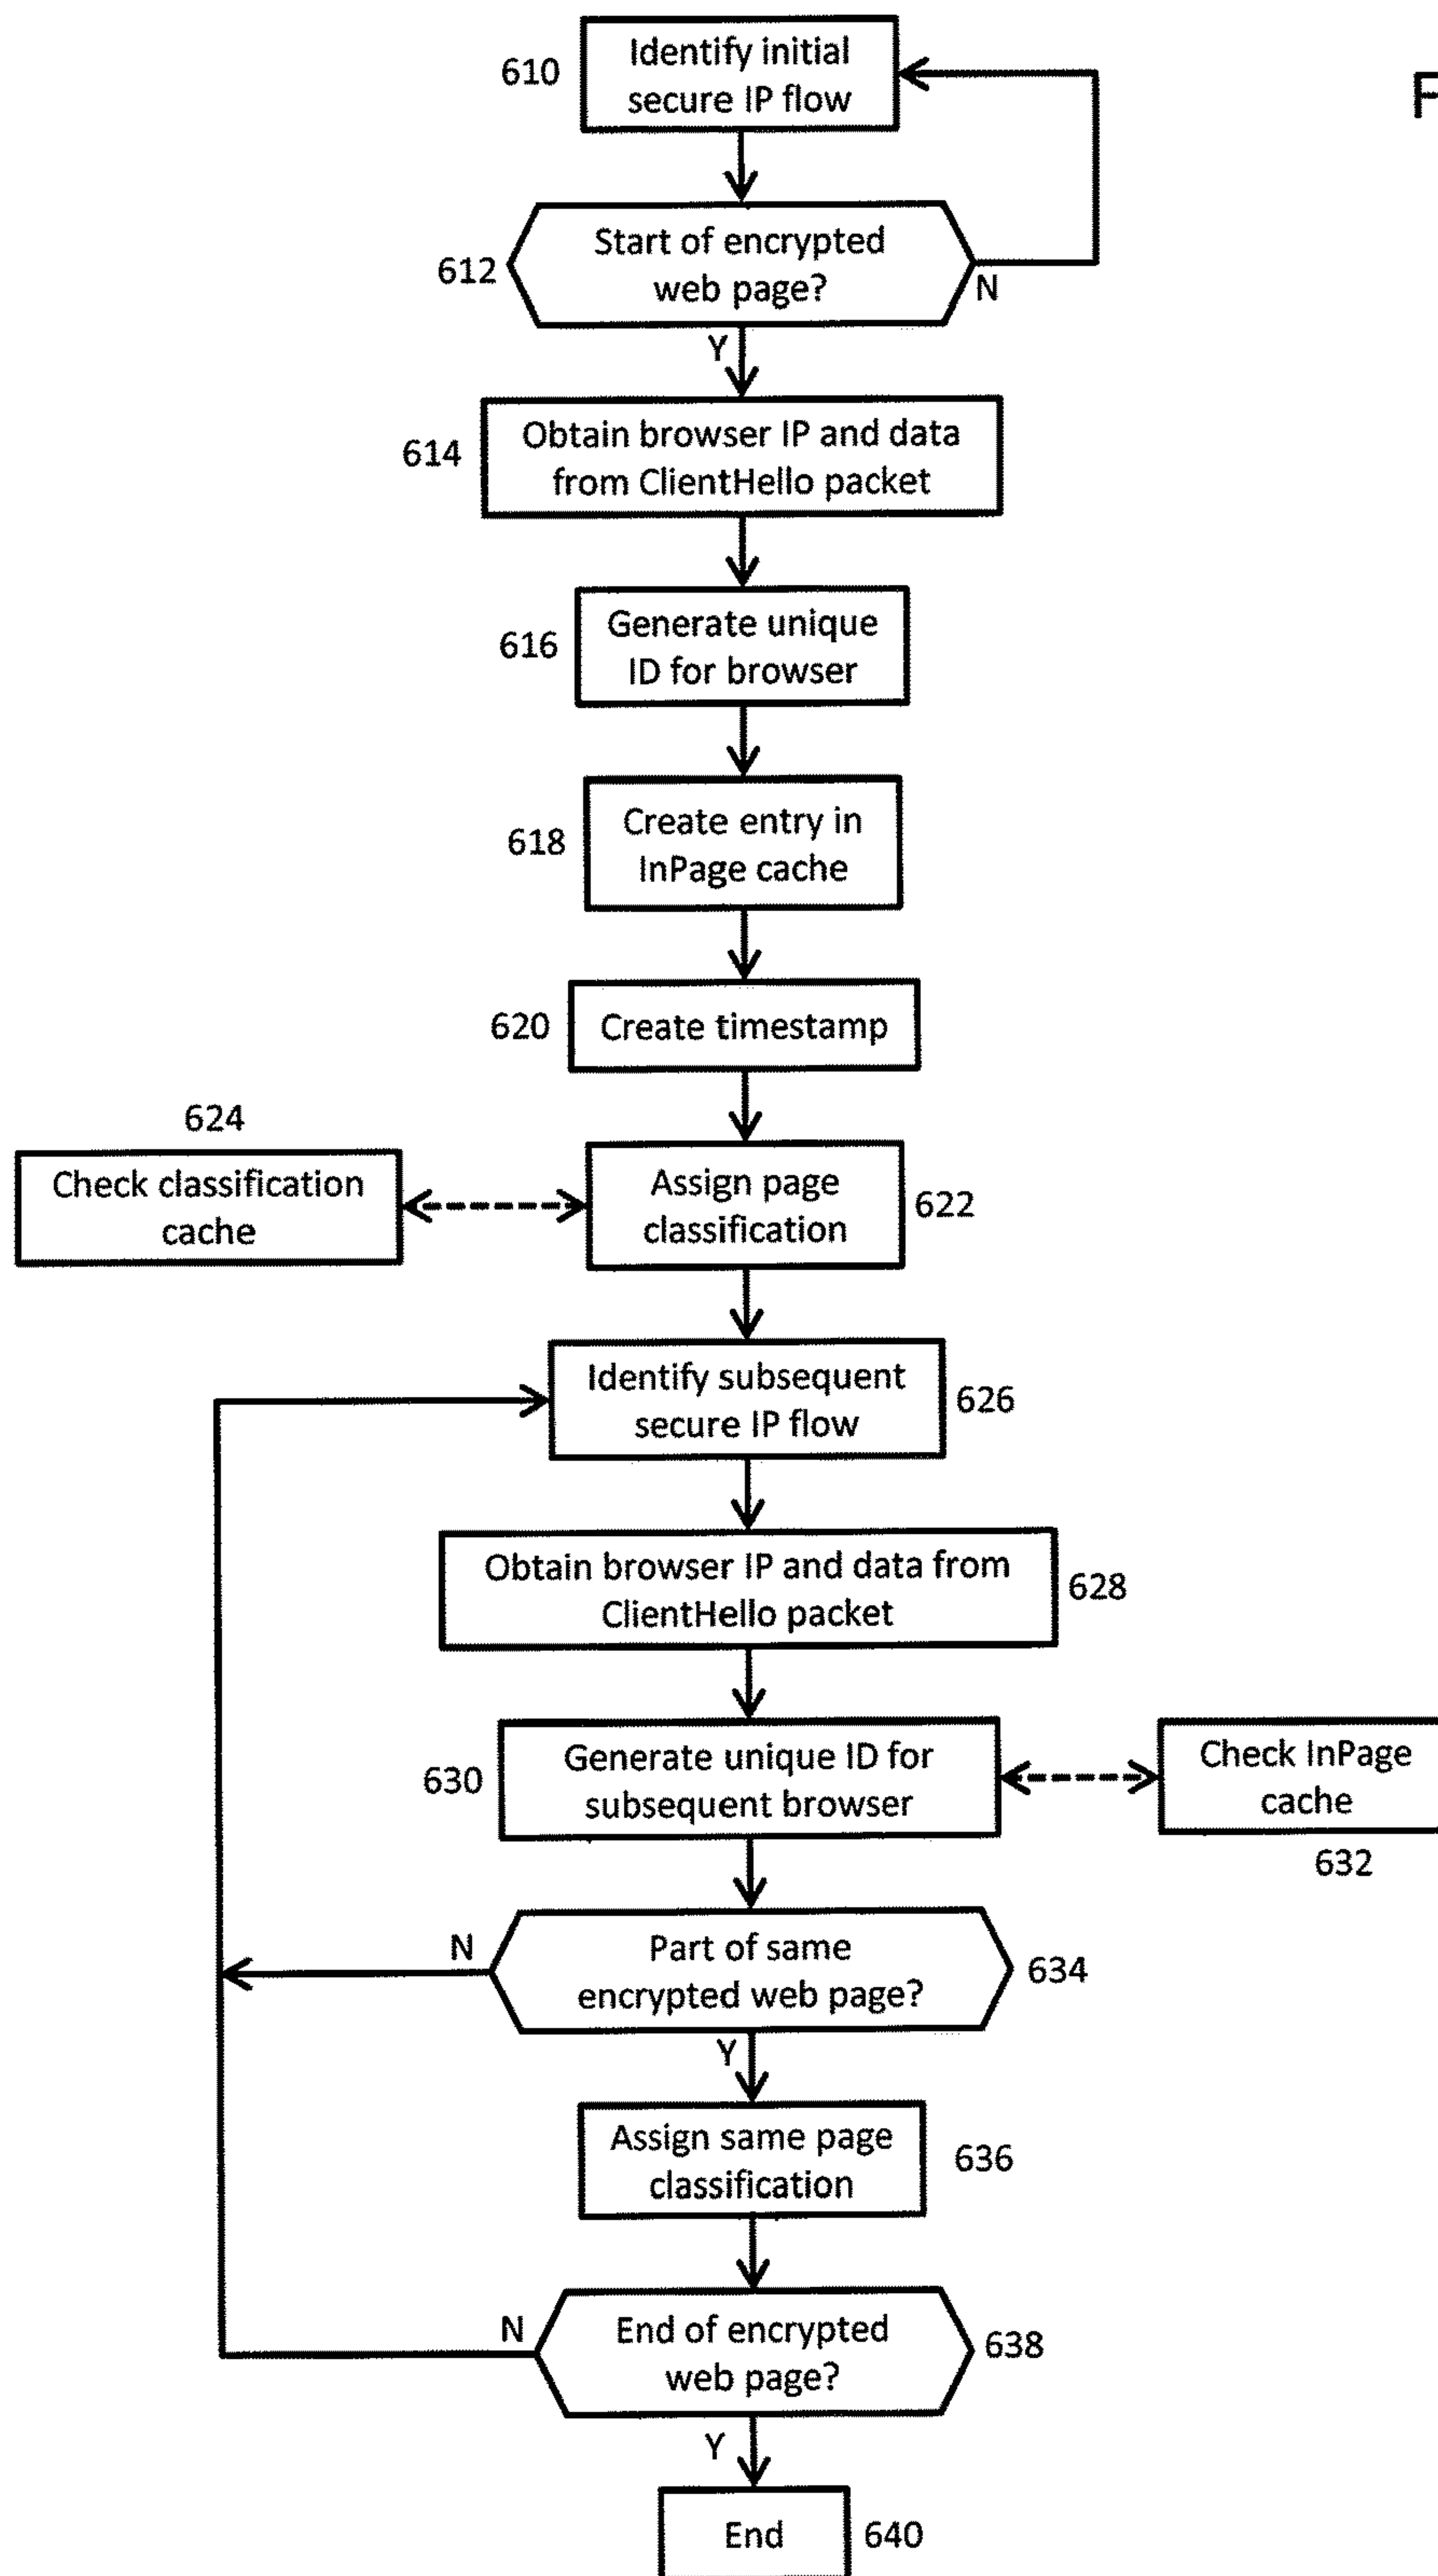 610
Identify initial
secure IP flow
F
612
Start of encrypted
web page?
N
Y
614
Obtain browser IP and data
from ClientHello packet
616
Generate unique
ID for browser
618
Create entry in
InPage cache
620
Create timestamp
624
Check classification
cache
Assign page
classification
622
Identify subsequent
secure IP flow
626
Obtain browser IP and data from
ClientHello packet
628
630
Generate unique ID for
subsequent browser
Check InPage
cache
632
N
Part of same
encrypted web page?
634
Y
Assign same page
classification
636
N
End of encrypted
web page?
638
Y
End
640